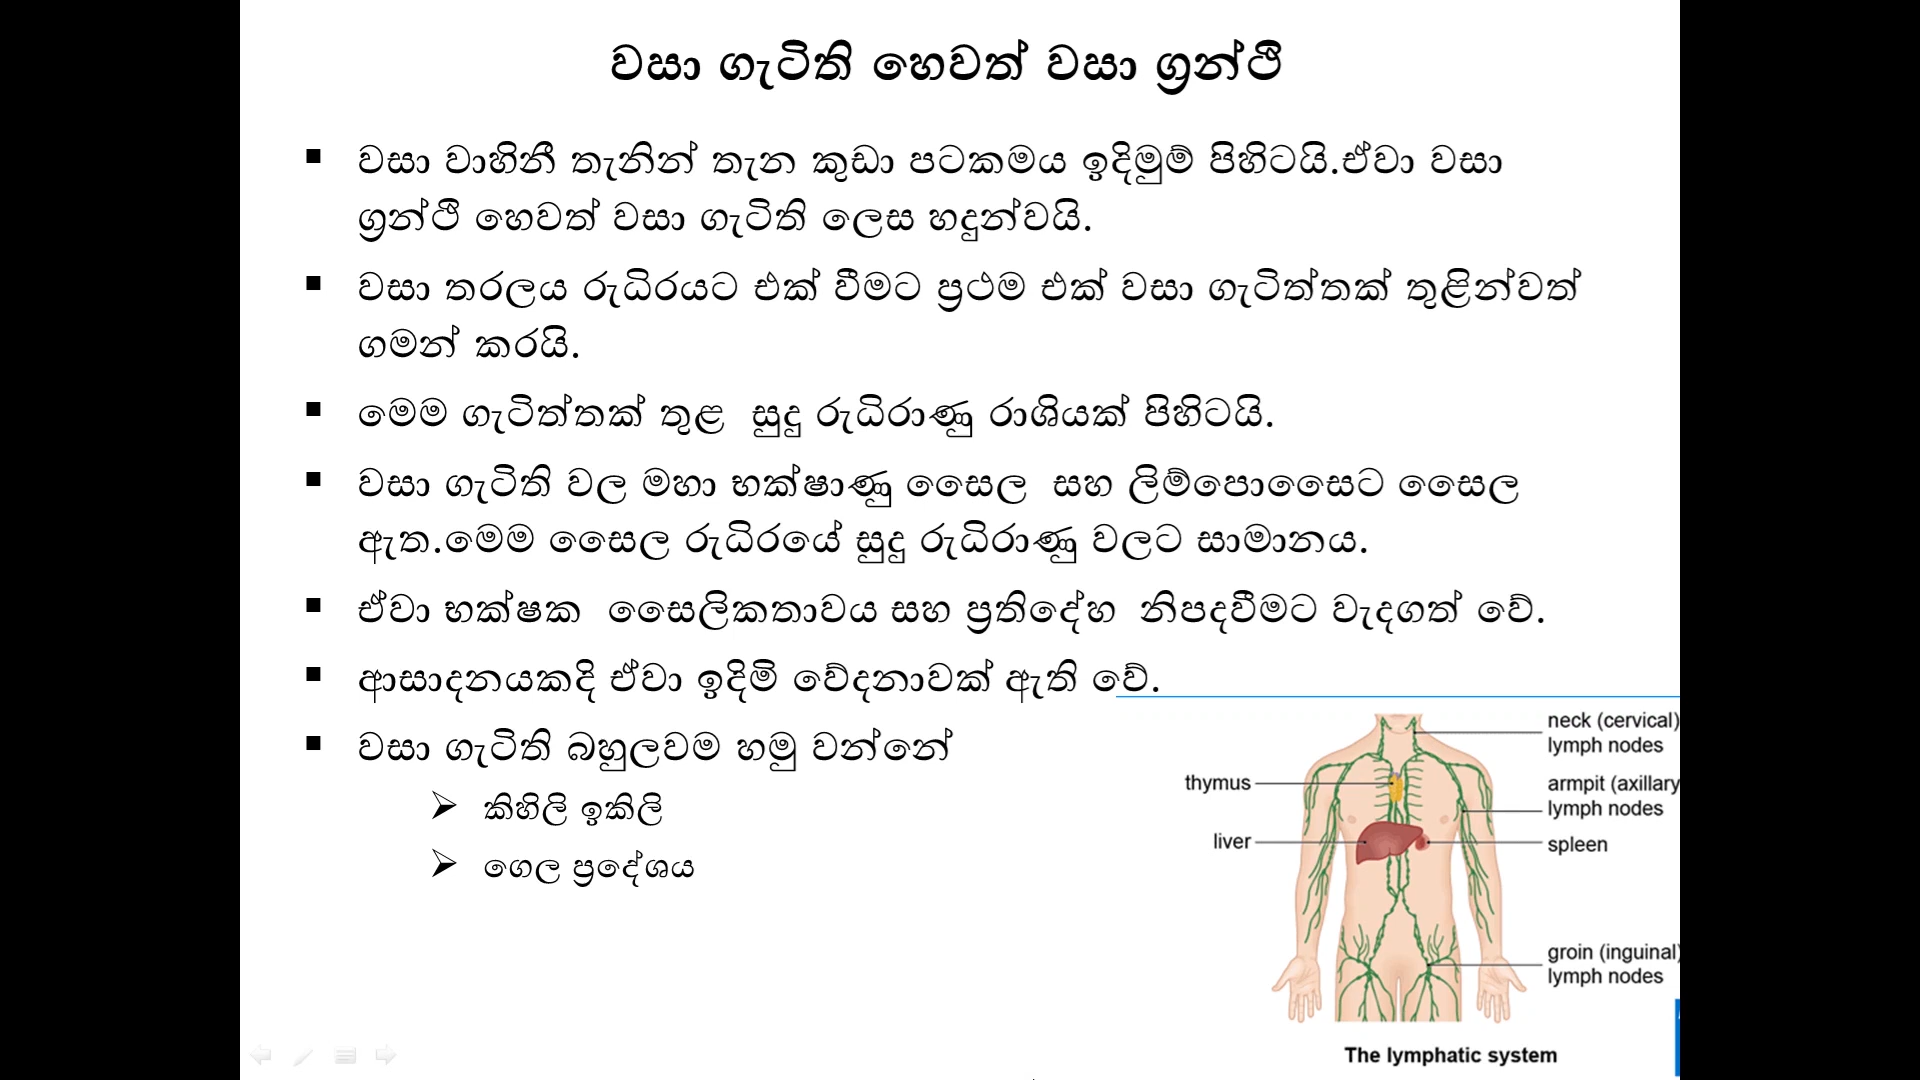 වසා ගැටිති හෙවත් වසා ග්‍රන්ථි
වසා වාහිනී තැනින් තැන කුඩා පටකමය ඉදිමුම් පිහිටයි.ඒවා වසා
ග්‍රන්ථි හෙවත් වසා ගැටිති ලෙස හදුන්වයි.
වසා තරලය රුධිරයට එක් වීමට ප්‍රථම එක් වසා ගැටිත්තක් තුළින්වත්
ගමන් කරයි.
මෙම ගැටිත්තක් තුළ සුදු රුධිරාණු රාශියක් පිහිටයි.
වසා ගැටිති වල මහා භක්ෂාණු සෛල සහ ලිම්පොසෛට සෛල
ඇත.මෙම සෛල රුධිරයේ සුදු රුධිරාණු වලට සාමානය.
ඒවා භක්ෂක සෛලිකතාවය සහ ප්‍රතිදේහ නිපදවීමට වැදගත් වේ.
ආසාදනයකදි ඒවා ඉදිමි වේදනාවක් ඇති වේ.
වසා ගැටිති බහුලවම හමු වන්නේ
කිහිලි ඉකිලි
ගෙල ප්‍රදේශය
neck (cervical)
lymph nodes
thymus
armpit (axillary
lymph nodes
liver
spleen
groin (inguinal)
lymph nodes
The lymphatic system